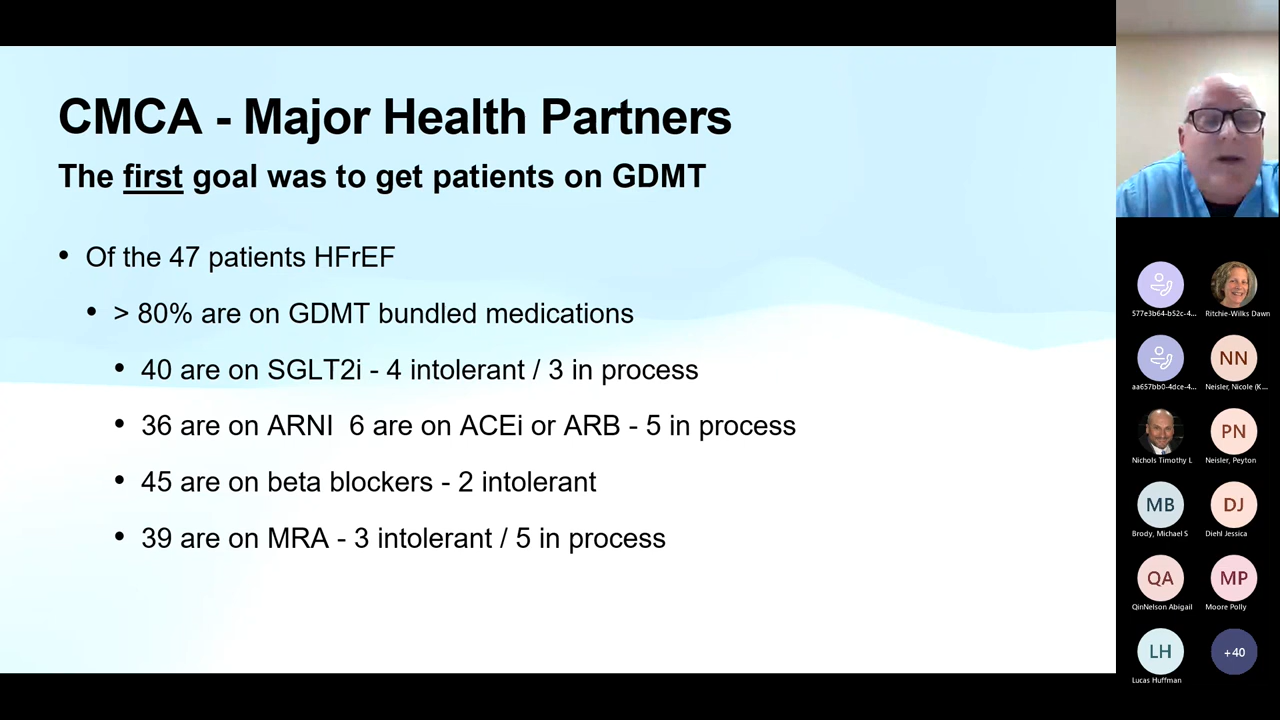 CMCA - Major Health Partners
The first goal was to get patients on GDMT
• Of the 47 patients HFrEF
• > 80% are on GDMT bundled medications
• 40 are on SGLT2i - 4 intolerant / 3 in process
• 36 are on ARNI  6 are on ACEi or ARB - 5 in process
• 45 are on beta blockers - 2 intolerant
• 39 are on MRA - 3 intolerant / 5 in process
577e3b64-b52c-4...
Ritchie-Wilks Dawn
aa657bb0-4dce-4...
NN
Neisler, Nicole (K...
Nichols Timothy L
PN
Neisler, Peyton
MB
Brody, Michael S
DJ
Diehl Jessica
QA
QinNelson Abigail
MP
Moore Polly
LH
Lucas Huffman
+40